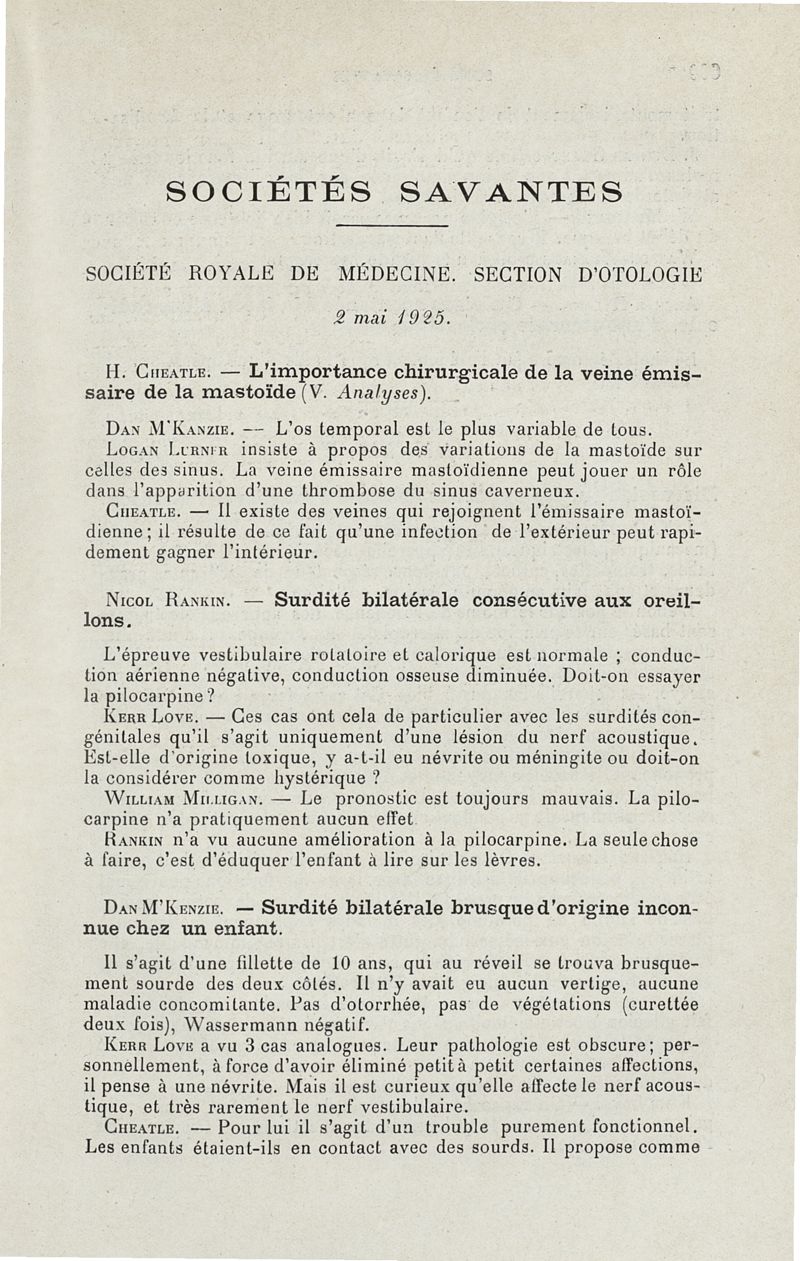 SOCIÉTÉS SAVANTES
SOCIÉTÉ ROYALE DE MÉDECINE. SECTION D'OTOLOGIE
2 mai 1925.
H. CHEATLE. — L'importance chirurgicale de la veine émis-
saire de la mastoïde (V. Analyses).
DAN M'KANZIE. — L'os temporal est le plus variable de tous.
LOGAN LURNER insiste à propos des variations de la mastoïde sur
celles des sinus. La veine émissaire mastoïdienne peut jouer un rôle
dans l'apparition d'une thrombose du sinus caverneux.
CHEATLE. — Il existe des veines qui rejoignent l'émissaire mastoï-
dienne ; il résulte de ce fait qu'une infection de l'extérieur peut rapi-
dement gagner l'intérieur.
NICOL RANKIN. — Surdité bilatérale consécutive aux oreil-
lons.
L'épreuve vestibulaire rotatoire et calorique est normale ; conduc-
tion aérienne négative, conduction osseuse diminuée. Doit-on essayer
la pilocarpine ?
KERR LOVE. — Ces cas ont cela de particulier avec les surdités con-
génitales qu'il s'agit uniquement d'une lésion du nerf acoustique.
Est-elle d'origine toxique, y a-t-il eu névrite ou méningite ou doit-on
la considérer comme hystérique ?
WILLIAM MILLIGAN. — Le pronostic est toujours mauvais. La pilo-
carpine n'a pratiquement aucun effet
RANKIN n'a vu aucune amélioration à la pilocarpine. La seule chose
à faire, c'est d'éduquer l'enfant à lire sur les lèvres.
DAN M'KENZIE. — Surdité bilatérale brusque d'origine incon-
nue chez un enfant.
Il s'agit d'une fillette de 10 ans, qui au réveil se trouva brusque-
ment sourde des deux côtés. Il n'y avait eu aucun vertige, aucune
maladie concomitante. Pas d'otorrhée, pas de végétations (curettée
deux fois), Wassermann négatif.
KERR LOVE a vu 3 cas analogues. Leur pathologie est obscure ; per-
sonnellement, à force d'avoir éliminé petit à petit certaines affections,
il pense à une névrite. Mais il est curieux qu'elle affecte le nerf acous-
tique, et très rarement le nerf vestibulaire.
CHEATLE. — Pour lui il s'agit d'un trouble purement fonctionnel.
Les enfants étaient-ils en contact avec des sourds. Il propose comme